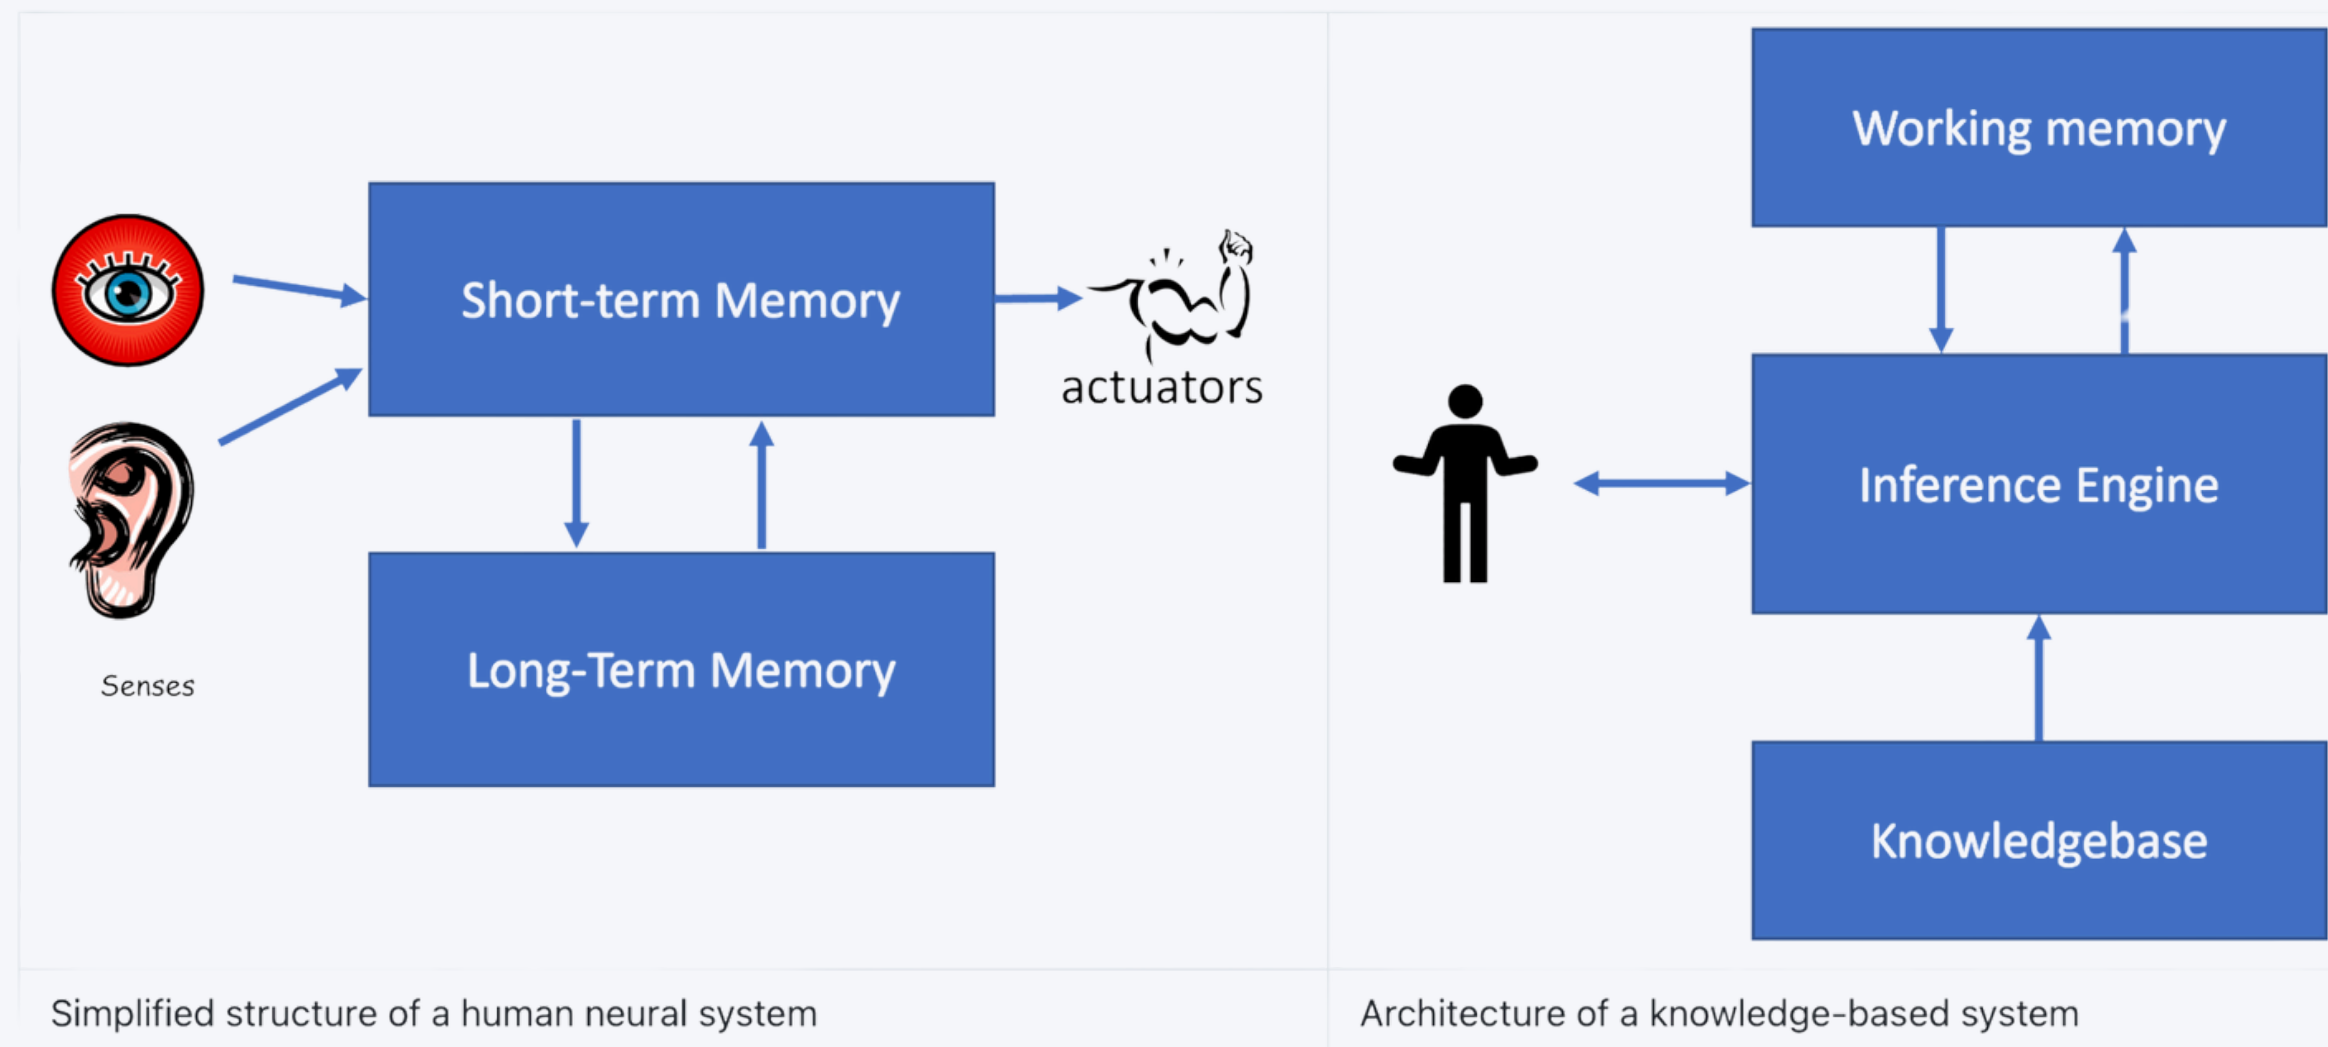 Short-term Memory
actuators
Long-Term Memory
Senses
Simplified structure of a human neural system
Working memory
Inference Engine
Knowledgebase
Architecture of a knowledge-based system